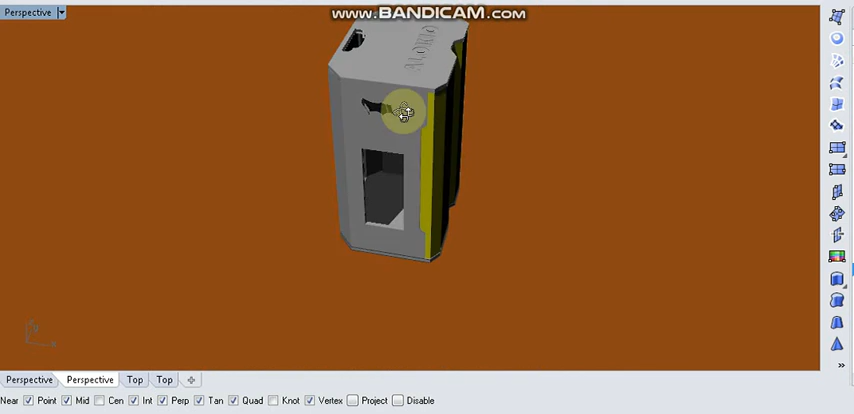 www.BANDICAM.com
Perspective
Perspective Perspective Top Top
Near Point Mid Cen Int Perp Tan Quad Knot Vertex Project Disable